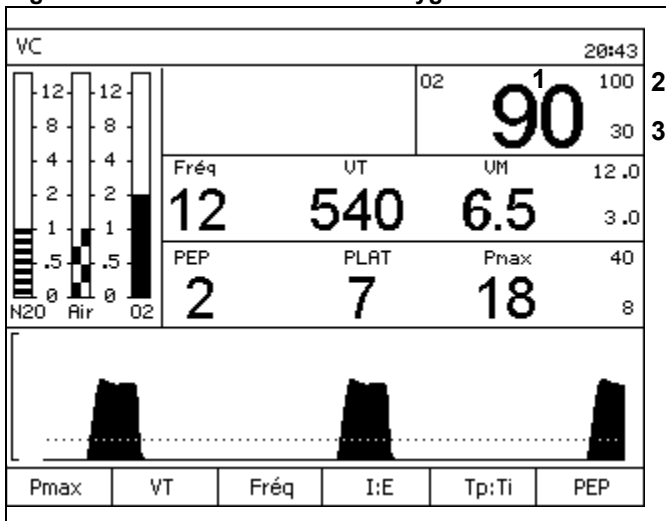 VC 20:43
O2 90 1 100 2
30 3
12 12
8 8
4 4
2 2
1 1
.5 .5
0 0
N2O Air O2
Fréq VT VM 12.0
12 540 6.5 3.0
PEP PLAT Pmax 40
2 7 18 8
Pmax VT Fréq I:E Tp:Ti PEP